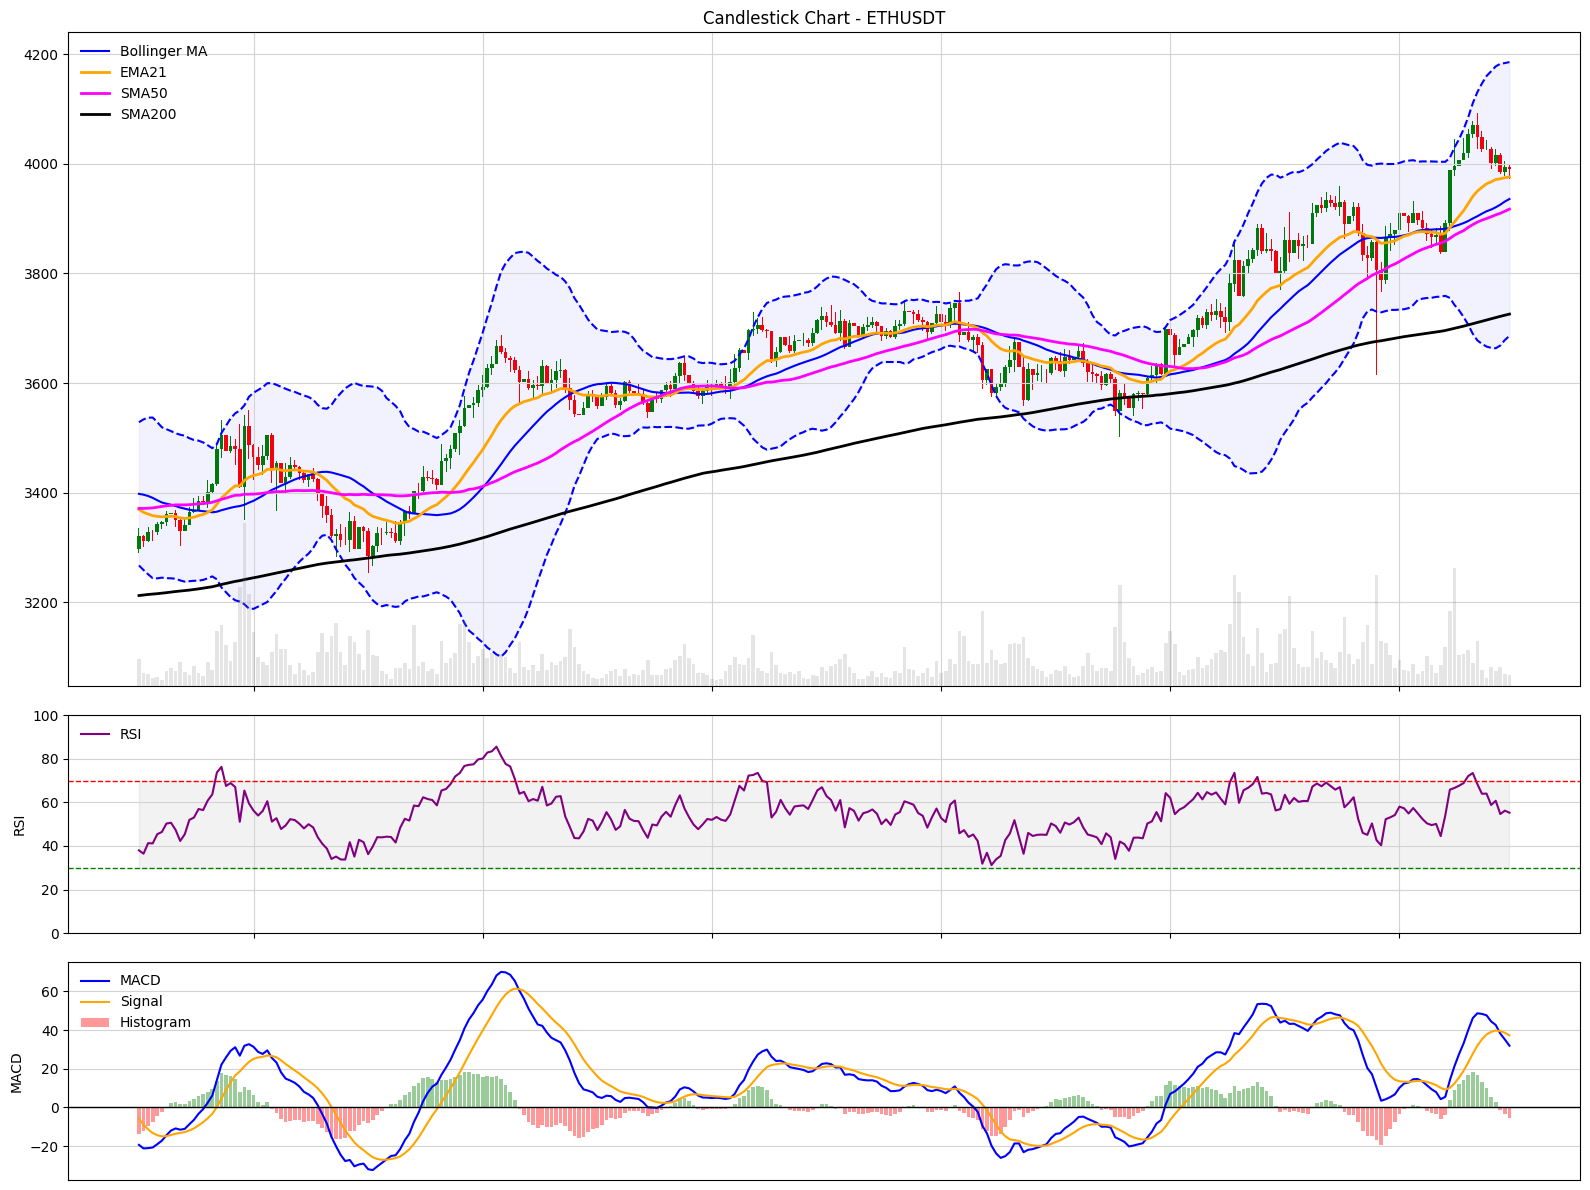 Candlestick Chart - ETHUSDT
Bollinger MA
EMA21
SMA50
SMA200
4200
4000
3800
3600
3400
3200
RSI
100
80
60
40
20
0
RSI
MACD
Signal
Histogram
60
40
20
0
−20
MACD